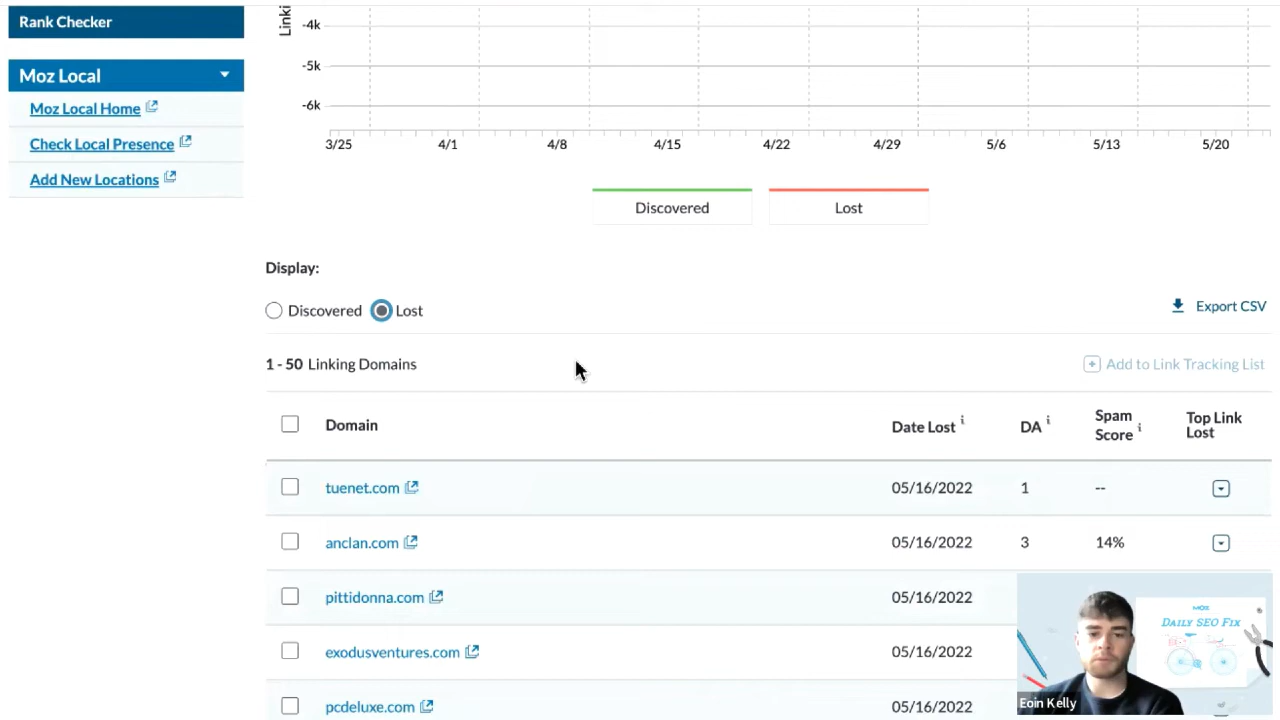 Rank Checker
Moz Local
Moz Local Home
Check Local Presence
Add New Locations
Linki
-4k
-5k
-6k
3/25 4/1 4/8 4/15 4/22 4/29 5/6 5/13 5/20
Discovered Lost
Display:
Discovered Lost
Export CSV
1 - 50 Linking Domains
Add to Link Tracking List
Domain Date Lost i DA i Spam Score i Top Link Lost
tuenet.com 05/16/2022 1 --
anclan.com 05/16/2022 3 14%
pittidonna.com 05/16/2022
exodusventures.com 05/16/2022
pcdeluxe.com 05/16/2022
MOZ
DAILY SEO FIX
Eoin Kelly